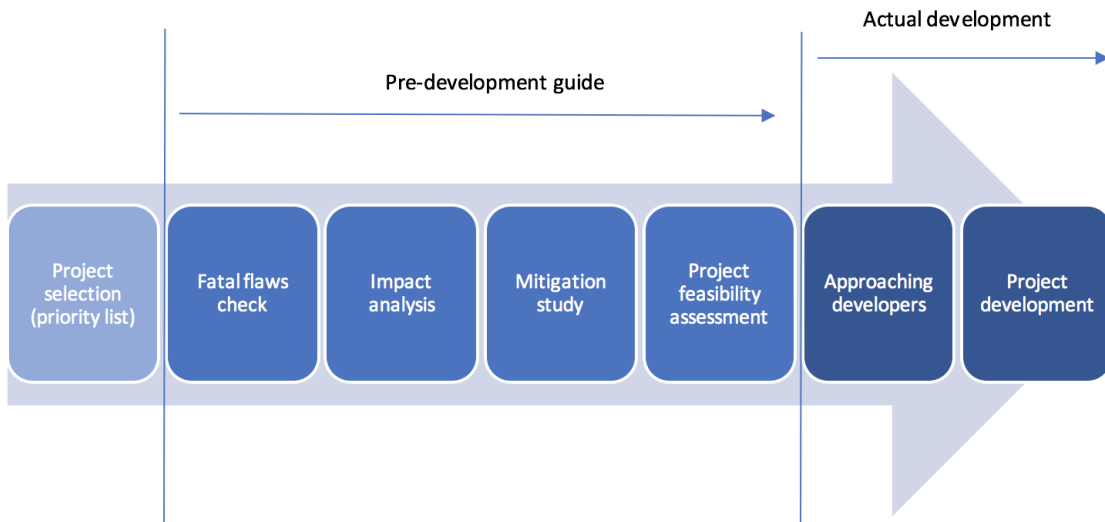 Actual development
Pre-development guide
Project
selection
(priority list)
Fatal flaws
check
Impact
analysis
Mitigation
study
Project
feasibility
assessment
Approaching
developers
Project
development